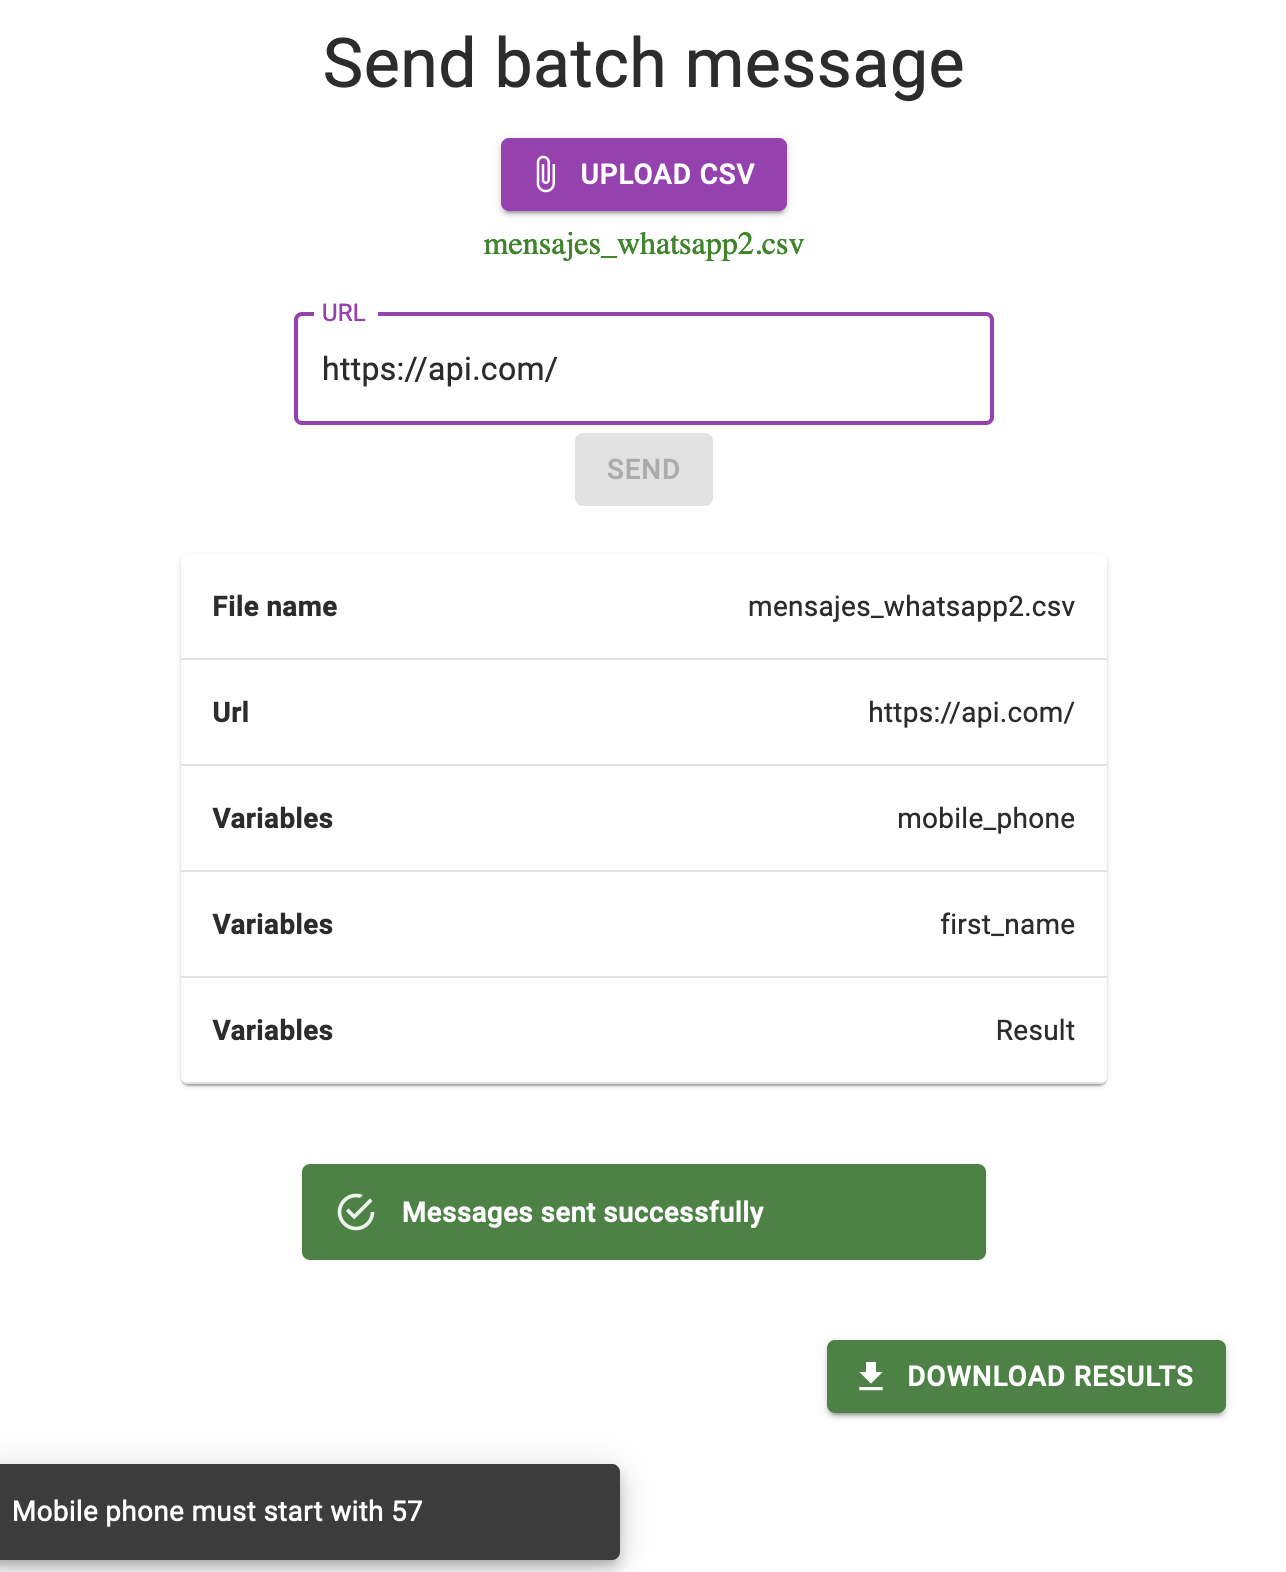 Send batch message
UPLOAD CSV
mensajes_whatsapp2.csv
URL
https://api.com/
SEND
File name mensajes_whatsapp2.csv
Url https://api.com/
Variables mobile_phone
Variables first_name
Variables Result
Messages sent successfully
DOWNLOAD RESULTS
Mobile phone must start with 57